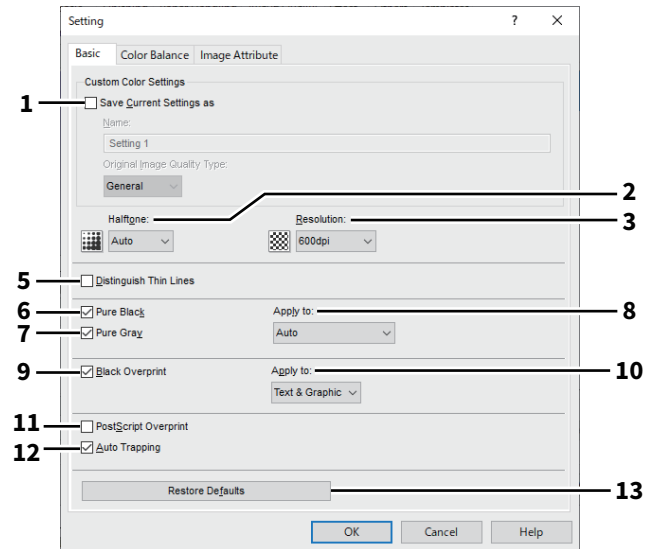 Setting ? ×
Basic Color Balance Image Attribute
Custom Color Settings
1 Save Current Settings as
Name:
Setting 1
Original Image Quality Type:
General
2
Halftone: Resolution: 3
Auto 600dpi
5 Distinguish Thin Lines
6 Pure Black Apply to: 8
7 Pure Gray Auto
9 Black Overprint Apply to: 10
Text & Graphic
11 PostScript Overprint
12 Auto Trapping
Restore Defaults 13
OK Cancel Help